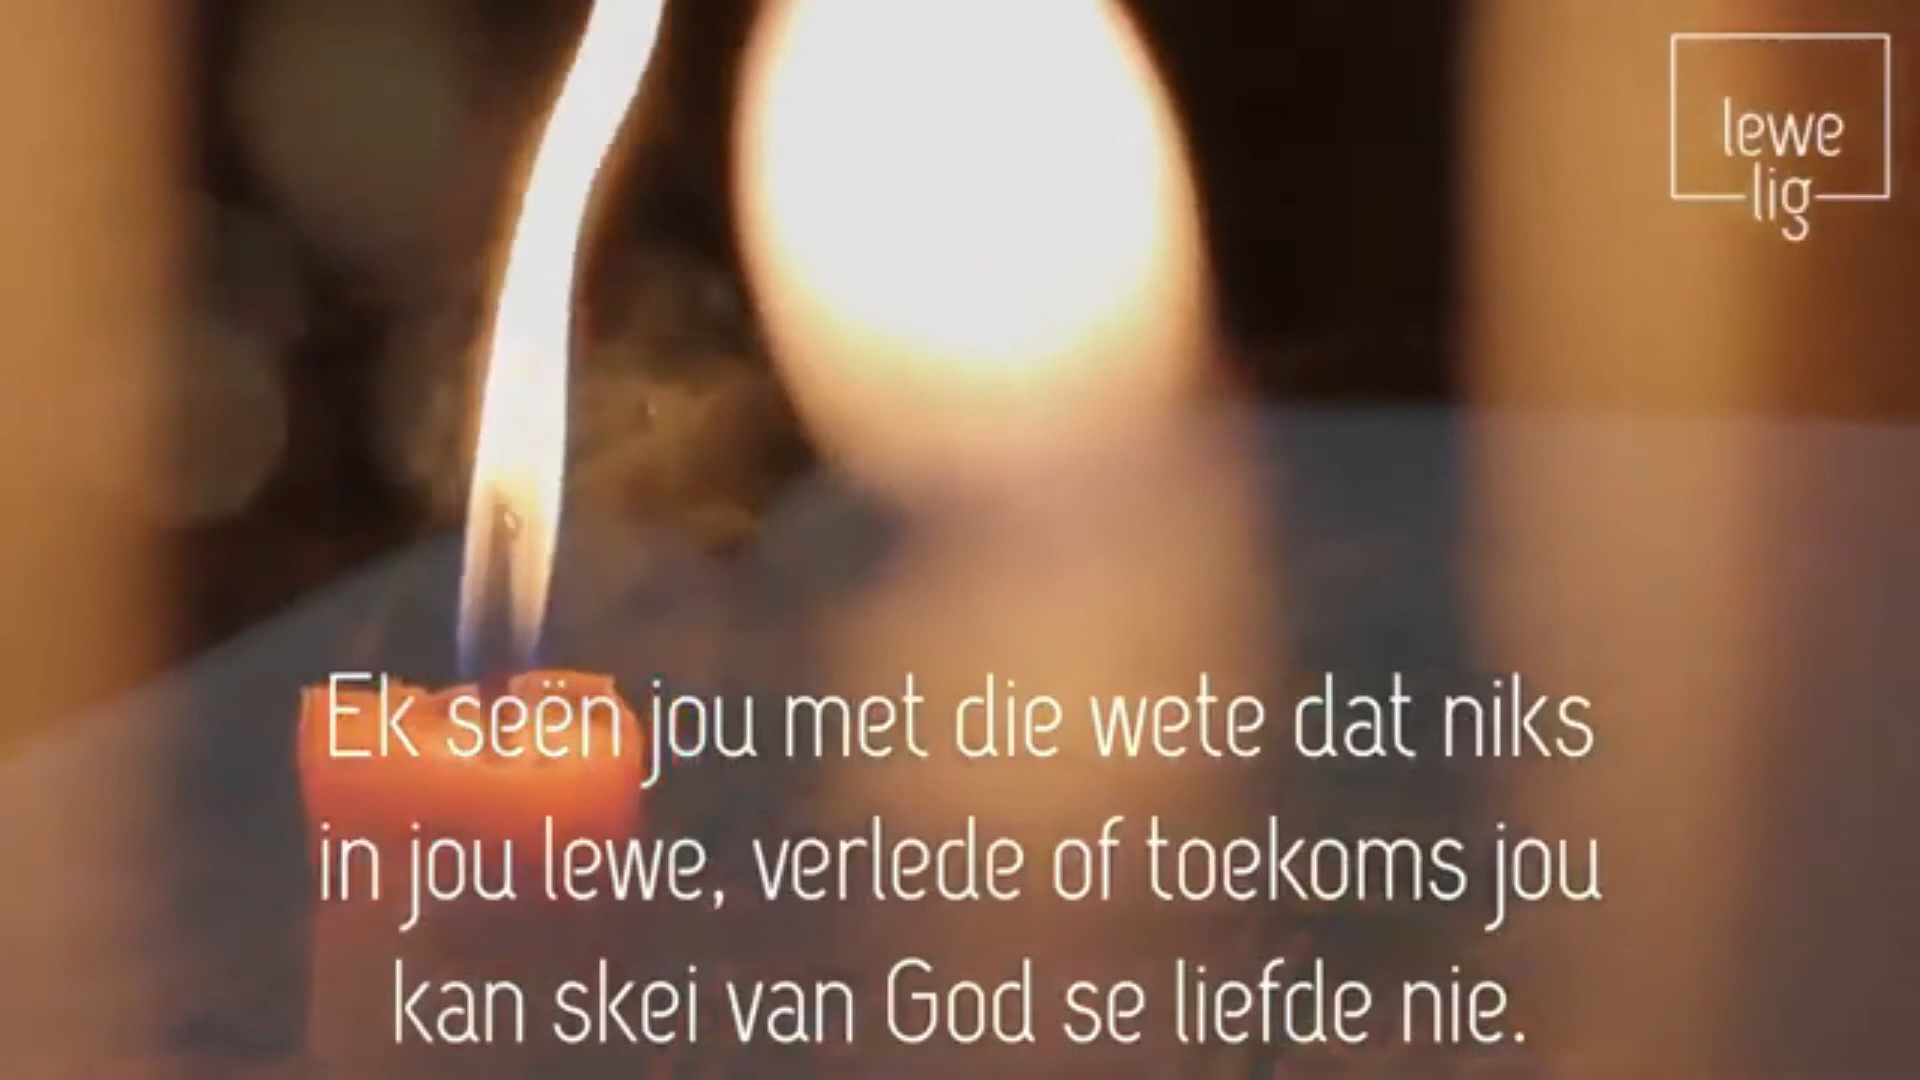 lewe
lig
Ek seën jou met die wete dat niks
in jou lewe, verlede of toekoms jou
kan skei van God se liefde nie.